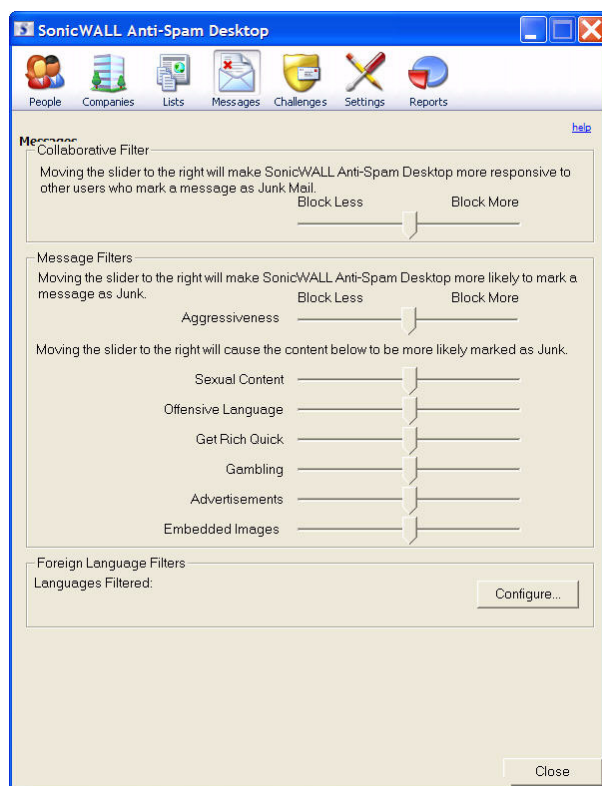 SonicWALL Anti-Spam Desktop
People Companies Lists Messages Challenges Settings Reports
help
Messages
Collaborative Filter
Moving the slider to the right will make SonicWALL Anti-Spam Desktop more responsive to
other users who mark a message as Junk Mail.
Block Less Block More
Message Filters
Moving the slider to the right will make SonicWALL Anti-Spam Desktop more likely to mark a
message as Junk.
Block Less Block More
Aggressiveness
Moving the slider to the right will cause the content below to be more likely marked as Junk.
Sexual Content
Offensive Language
Get Rich Quick
Gambling
Advertisements
Embedded Images
Foreign Language Filters
Languages Filtered:
Configure...
Close